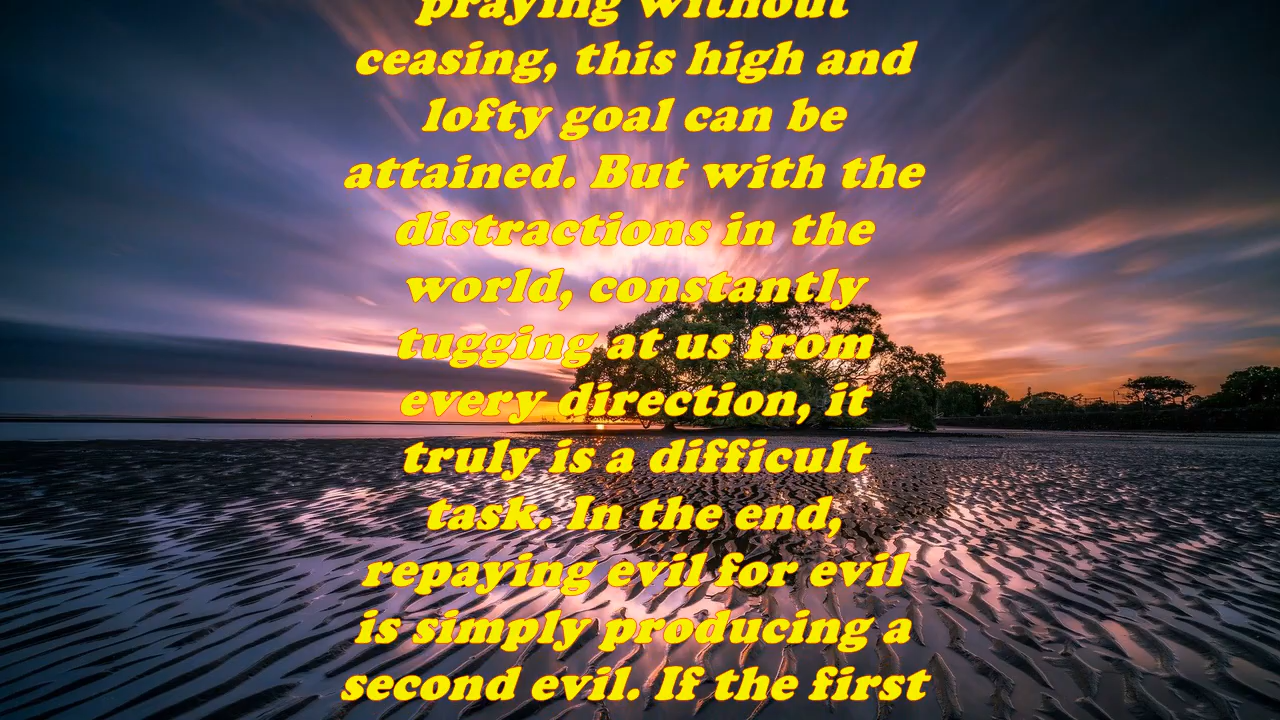 praying without
ceasing, this high and
lofty goal can be
attained. But with the
distractions in the
world, constantly
tugging at us from
every direction, it
truly is a difficult
task. In the end,
repaying evil for evil
is simply producing a
second evil. If the first